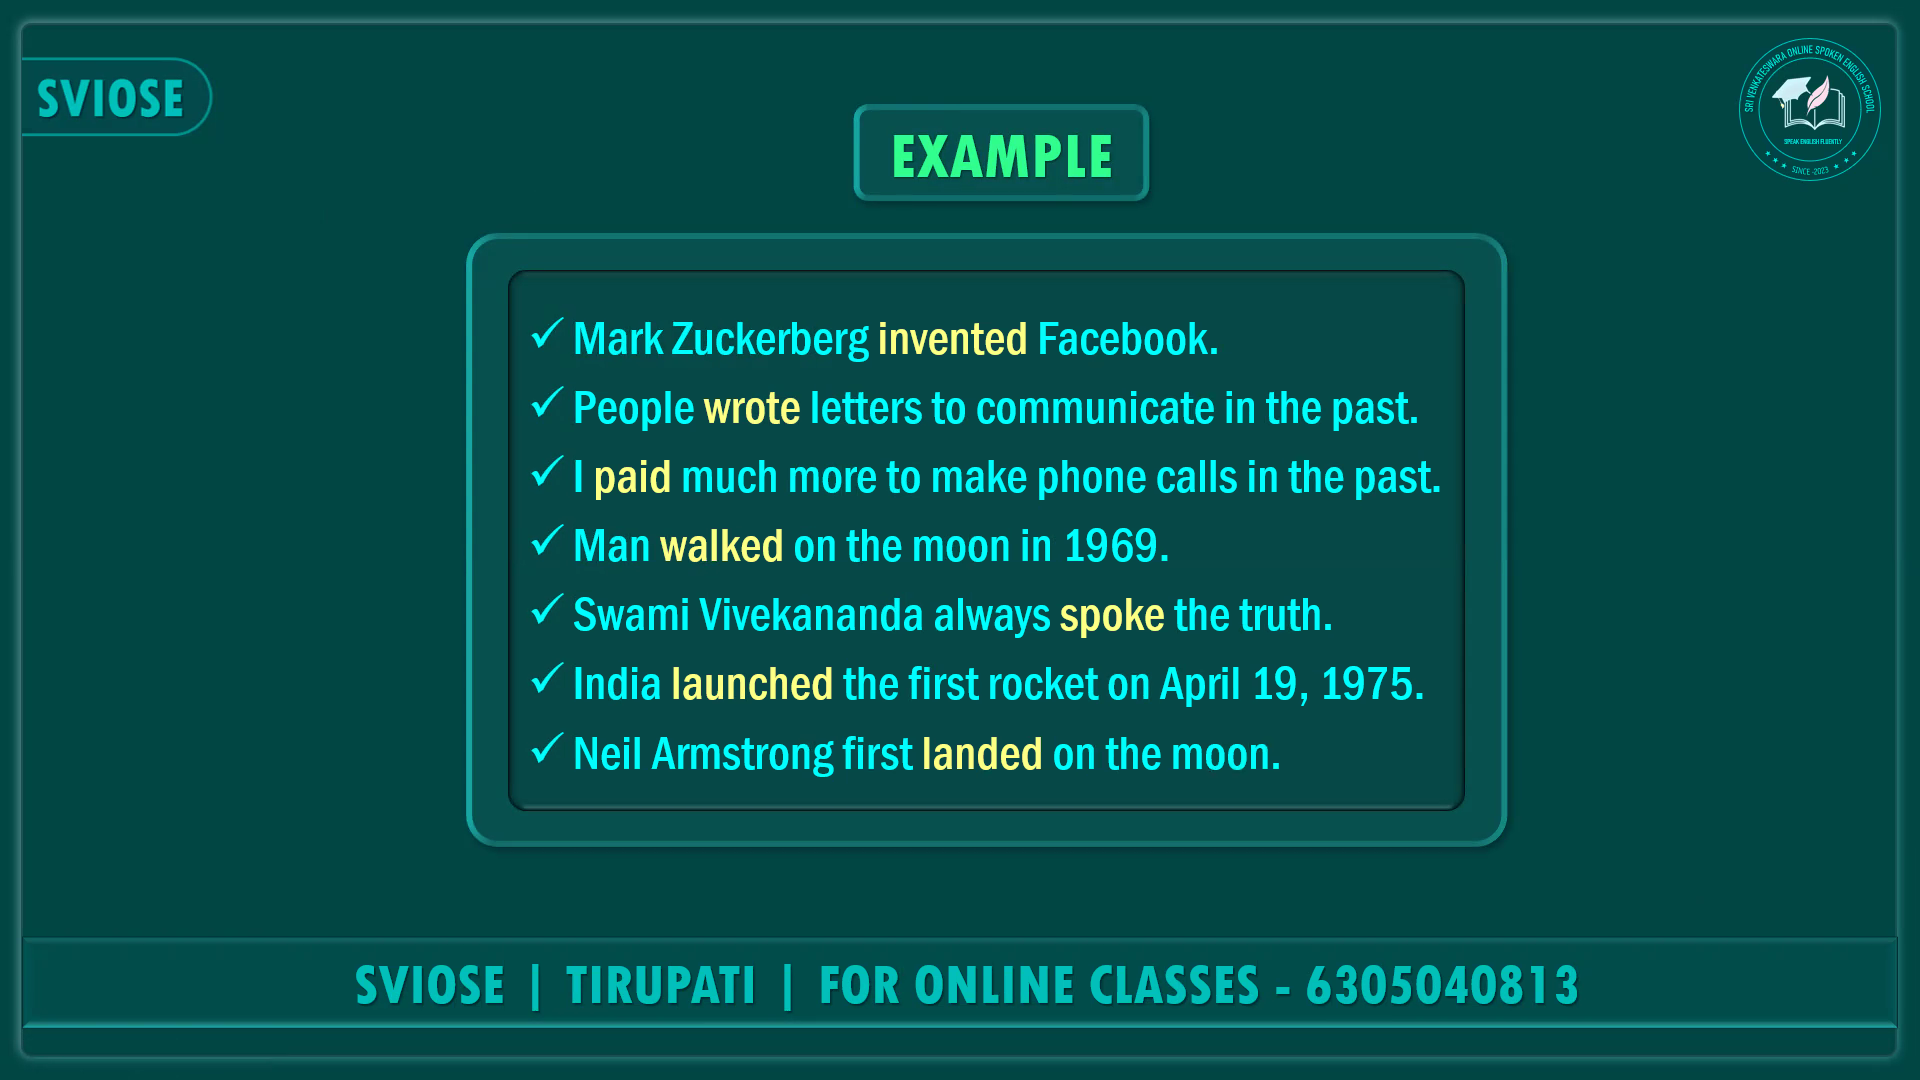 SVIOSE
SRI VENKATESWARA ONLINE SPOKEN ENGLISH SCHOOL
SPEAK ENGLISH FLUENTLY
SINCE -2023
EXAMPLE
✓ Mark Zuckerberg invented Facebook.
✓ People wrote letters to communicate in the past.
✓ I paid much more to make phone calls in the past.
✓ Man walked on the moon in 1969.
✓ Swami Vivekananda always spoke the truth.
✓ India launched the first rocket on April 19, 1975.
✓ Neil Armstrong first landed on the moon.
SVIOSE | TIRUPATI | FOR ONLINE CLASSES - 6305040813